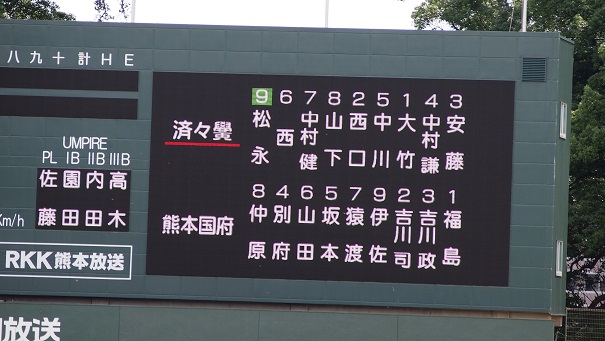 八九十計HE
UMPIRE
PL IB IIB IIIB
佐園内高
藤田田木
Km/h
RKK熊本放送
放送
済々黌
9 6 7 8 2 5 1 4 3
松永 西 中村健 山下 西口 中川 大竹 中村謙 安藤
熊本国府
8 4 6 5 7 9 2 3 1
仲原 別府 山田 坂本 猿渡 伊佐 吉川司 吉川政 福島